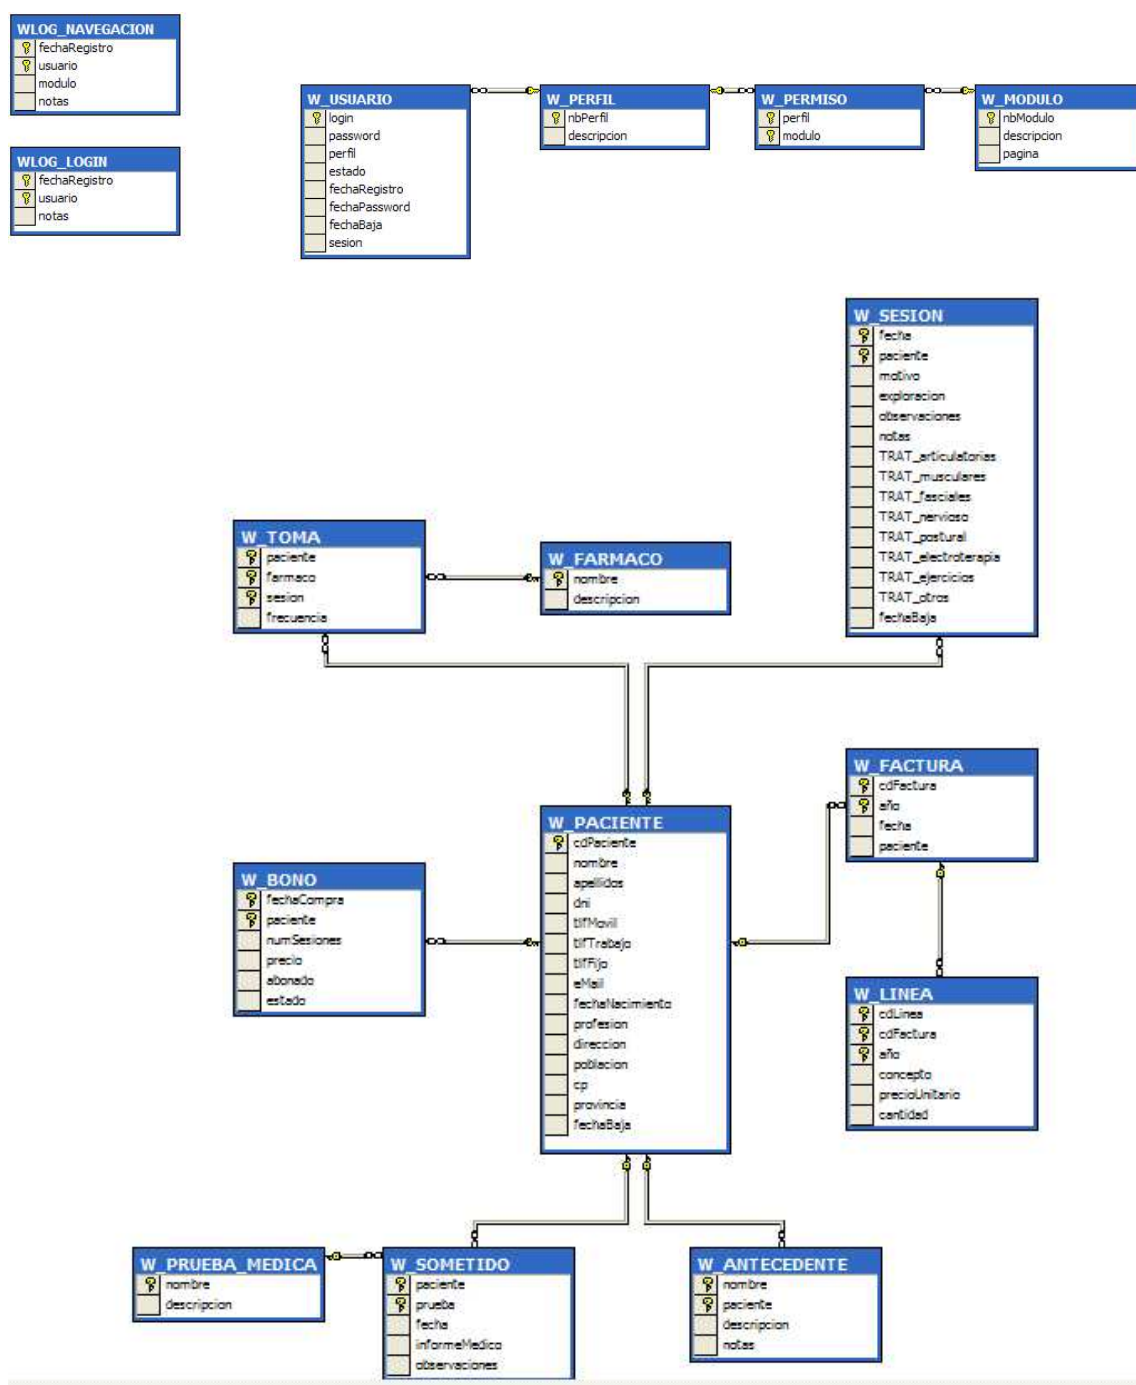 WLOG_NAVEGACION
fechaRegistro
usuario
modulo
notas
WLOG_LOGIN
fechaRegistro
usuario
notas
W_USUARIO
login
password
perfil
estado
fechaRegistro
fechaPassword
fechaBaja
sesion
W_PERFIL
nbPerfil
descripcion
W_PERMISO
perfil
modulo
W_MODULO
nbModulo
descripcion
pagina
W_SESION
fecha
paciente
motivo
exploracion
observaciones
notas
TRAT_articulatorias
TRAT_musculares
TRAT_fasciales
TRAT_nervioso
TRAT_postural
TRAT_electroterapia
TRAT_ejercicios
TRAT_otros
fechaBaja
W_TOMA
paciente
farmaco
sesion
frecuencia
W_FARMACO
nombre
descripcion
W_FACTURA
cdFactura
año
fecha
paciente
W_PACIENTE
cdPaciente
nombre
apellidos
dni
tlfMovil
tlfTrabajo
tlfFijo
eMail
fechaNacimiento
profesion
direccion
poblacion
cp
provincia
fechaBaja
W_BONO
fechaCompra
paciente
numSesiones
precio
abonado
estado
W_LINEA
cdLinea
cdFactura
año
concepto
precioUnitario
cantidad
W_PRUEBA_MEDICA
nombre
descripcion
W_SOMETIDO
paciente
prueba
fecha
informeMedico
observaciones
W_ANTECEDENTE
nombre
paciente
descripcion
notas